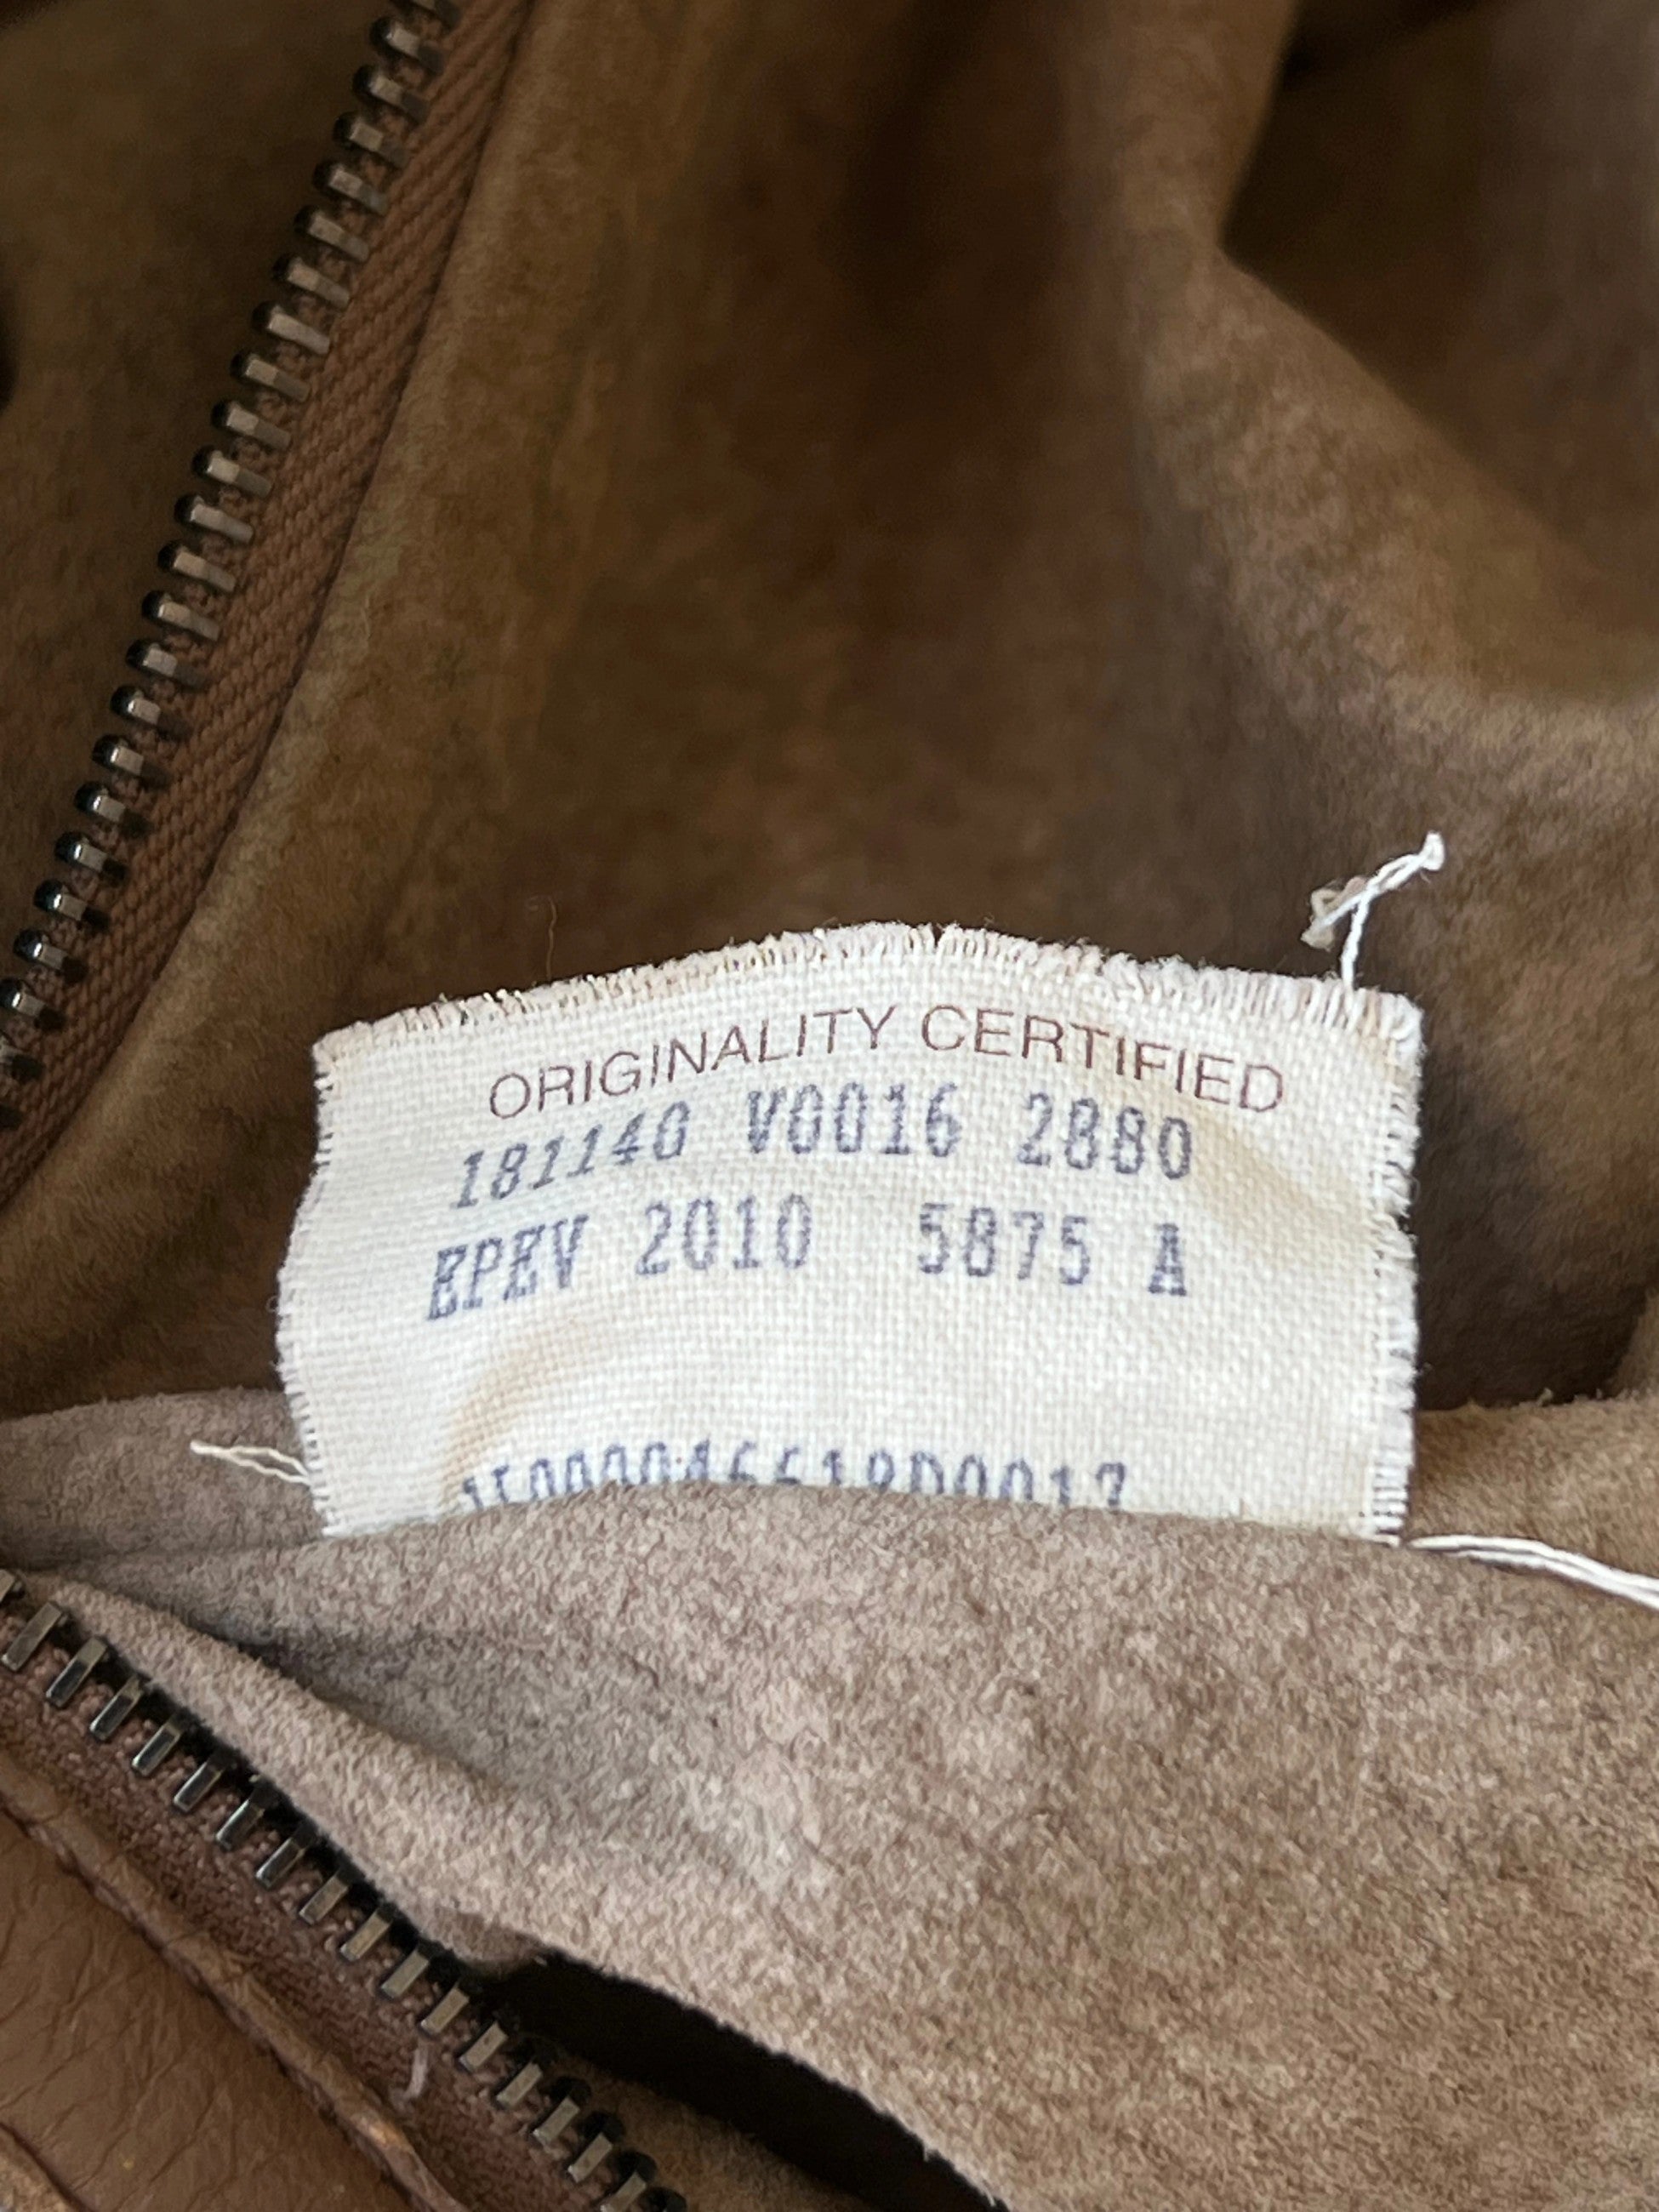 ORIGINALITY CERTIFIED
181140 V0016 2880
EPEV 2010 5875 A